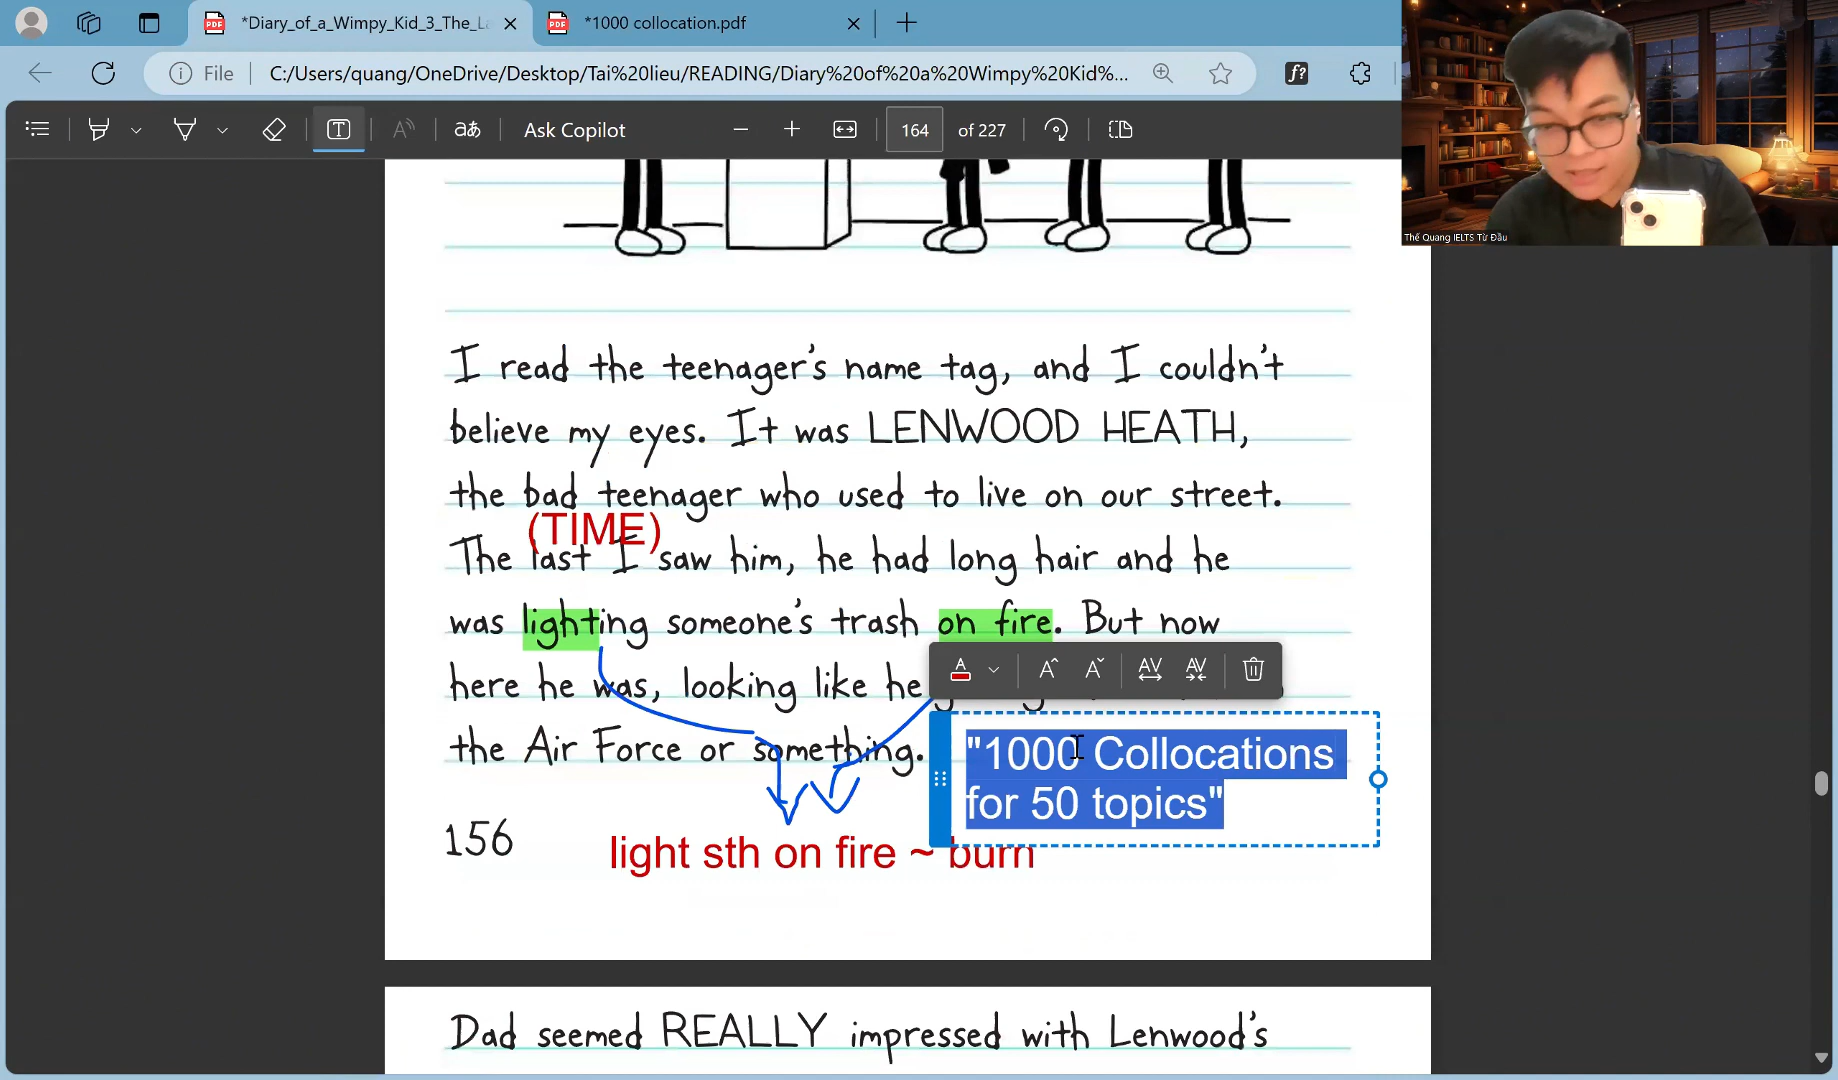 *Diary_of_a_Wimpy_Kid_3_The_La
*1000 collocation.pdf
File
C:/Users/quang/OneDrive/Desktop/Tai%20lieu/READING/Diary%20of%20a%20Wimpy%20Kid%...
Ask Copilot
164 of 227
Thế Quang IELTS Từ Đầu
I read the teenager's name tag, and I couldn't
believe my eyes. It was LENWOOD HEATH,
the bad teenager who used to live on our street.
(TIME)
The last I saw him, he had long hair and he
was lighting someone's trash on fire. But now
here he was, looking like he
the Air Force or something.
"1000 Collocations
for 50 topics"
156
light sth on fire ~ burn
Dad seemed REALLY impressed with Lenwood's